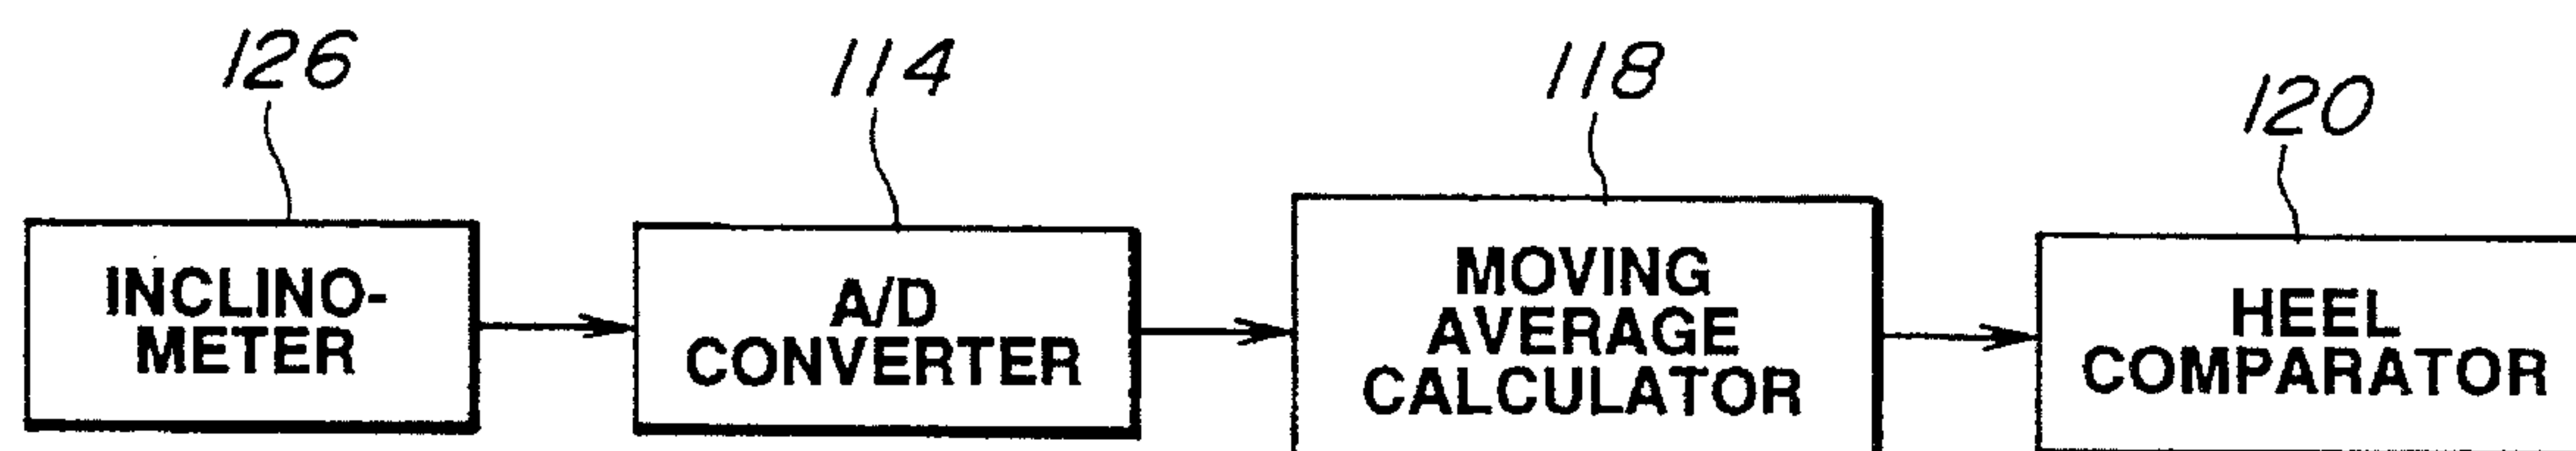 126
114
118
120
INCLINO-
METER
A/D
CONVERTER
MOVING
AVERAGE
CALCULATOR
HEEL
COMPARATOR